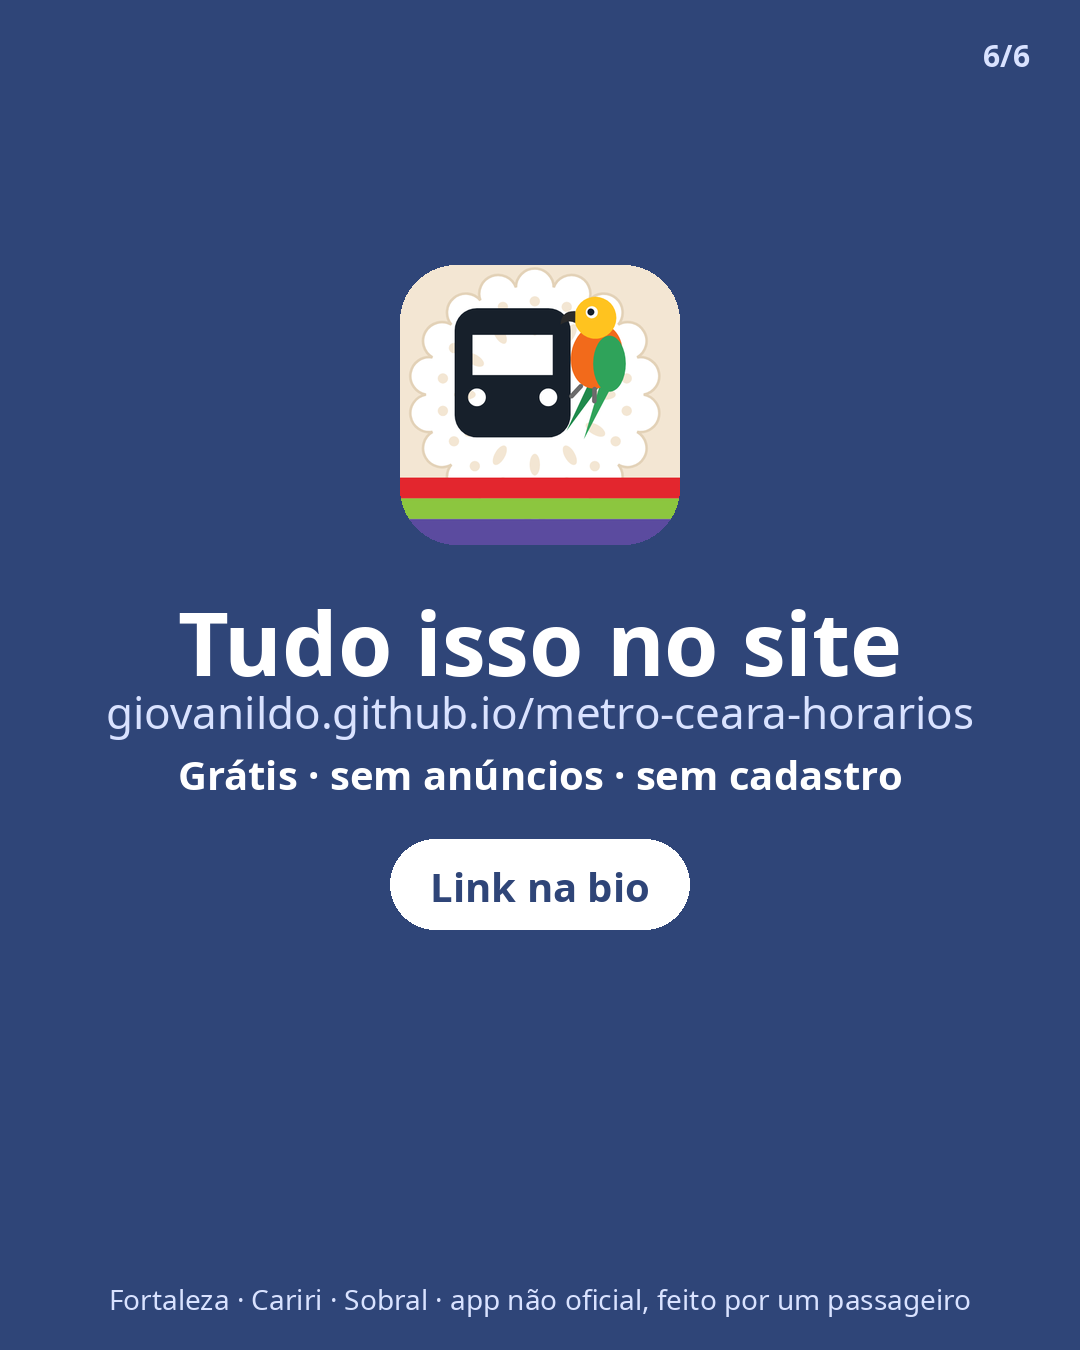 6/6
Tudo isso no site
giovanildo.github.io/metro-ceara-horarios
Grátis · sem anúncios · sem cadastro
Link na bio
Fortaleza · Cariri · Sobral · app não oficial, feito por um passageiro